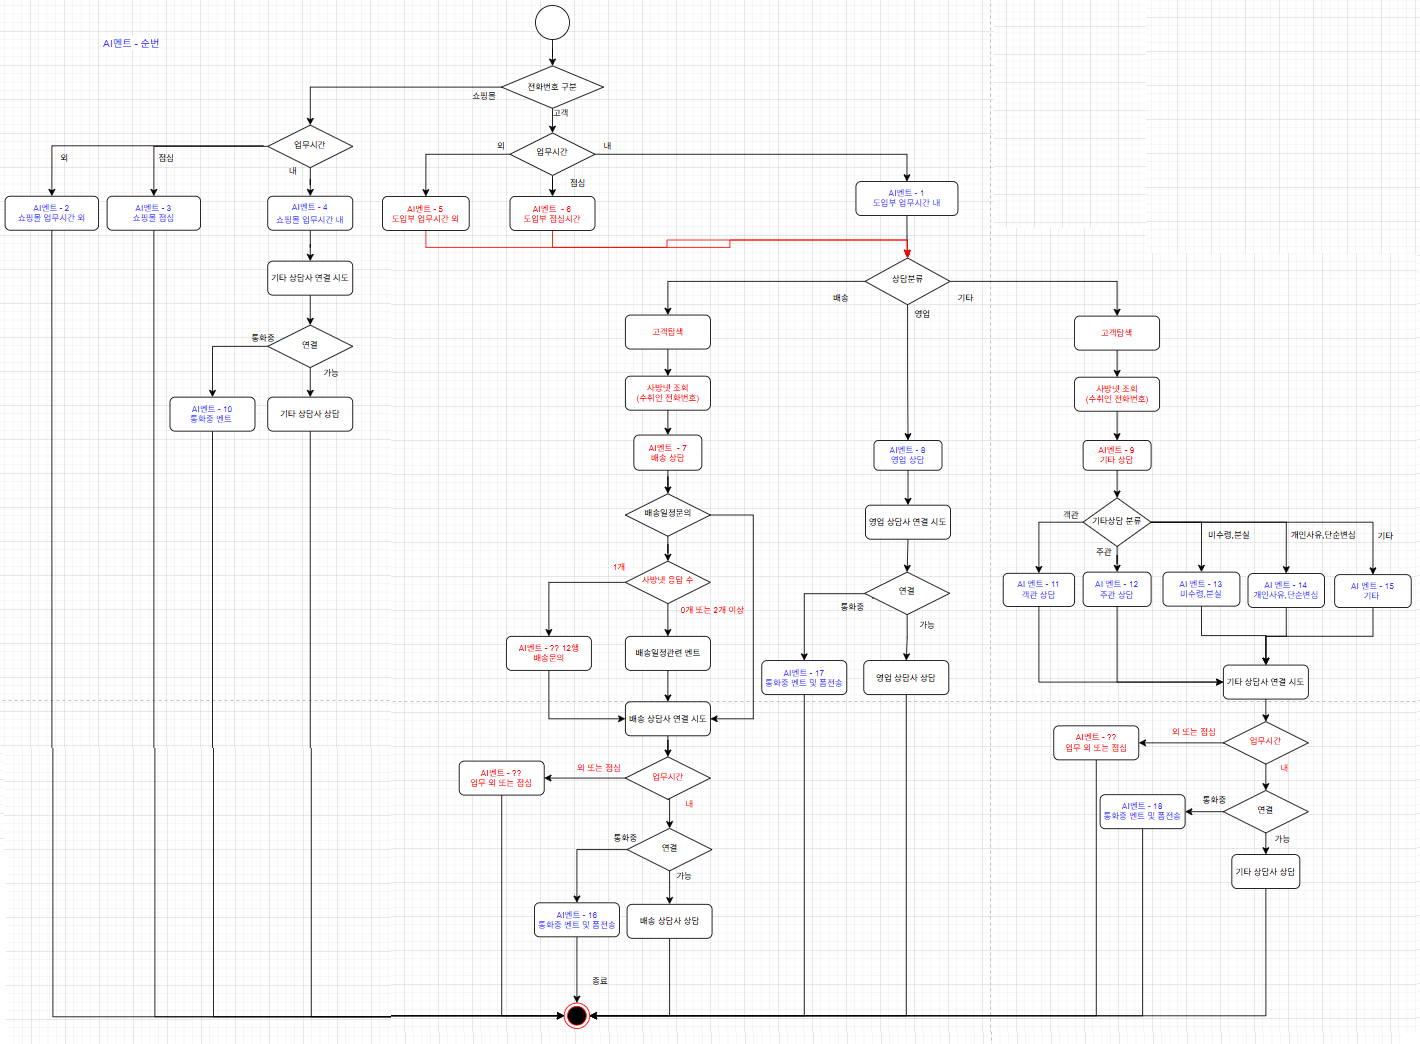 AI멘트 - 순번
전화번호 구분
쇼핑몰
고객
업무시간
외
점심
내
업무시간
외
내
점심
AI멘트 - 2
쇼핑몰 업무시간 외
AI멘트 - 3
쇼핑몰 점심
AI멘트 - 4
쇼핑몰 업무시간 내
AI멘트 - 5
도입부 업무시간 외
AI멘트 - 6
도입부 점심시간
AI멘트 - 1
도입부 업무시간 내
기타 상담사 연결 시도
상담분류
배송
영업
기타
통화중
연결
가능
AI멘트 - 10
통화중 멘트
기타 상담사 상담
고객탐색
사방넷 조회
(수취인 전화번호)
AI멘트 - 7
배송 상담
배송일정문의
1개
사방넷 응답 수
0개 또는 2개 이상
AI멘트 - ?? 12행
배송문의
배송일정관련 멘트
배송 상담사 연결 시도
외 또는 점심
업무시간
내
AI멘트 - ??
업무 외 또는 점심
통화중
연결
가능
AI멘트 - 16
통화중 멘트 및 폼전송
배송 상담사 상담
종료
AI멘트 - 8
영업 상담
영업 상담사 연결 시도
연결
통화중
가능
AI멘트 - 17
통화중 멘트 및 폼전송
영업 상담사 상담
고객탐색
사방넷 조회
(수취인 전화번호)
AI멘트 - 9
기타 상담
객관
기타상담 분류
주관
미수령,분실
개인사유,단순변심
기타
AI 멘트 - 11
객관 상담
AI 멘트 - 12
주관 상담
AI 멘트 - 13
미수령,분실
AI 멘트 - 14
개인사유,단순변심
AI 멘트 - 15
기타
기타 상담사 연결 시도
외 또는 점심
업무시간
내
AI멘트 - ??
업무 외 또는 점심
통화중
연결
가능
AI멘트 - 18
통화중 멘트 및 폼전송
기타 상담사 상담